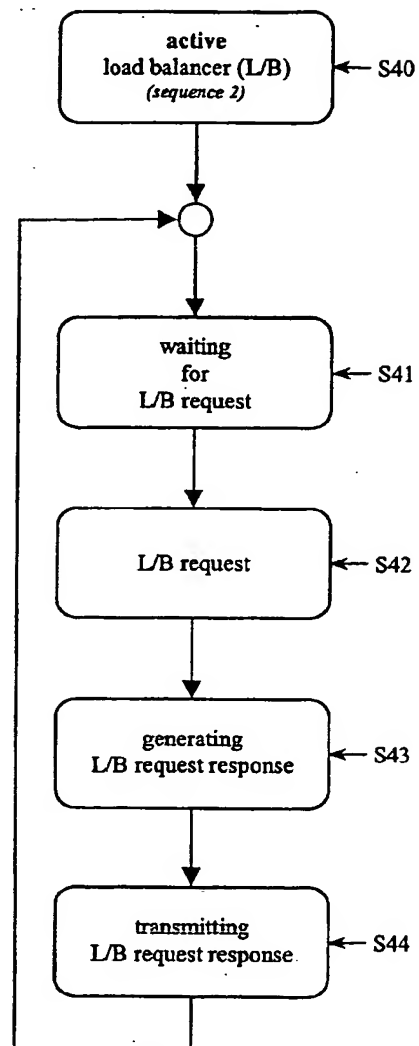 active
load balancer (L/B)
(sequence 2)
S40
waiting
for
L/B request
S41
L/B request
S42
generating
L/B request response
S43
transmitting
L/B request response
S44